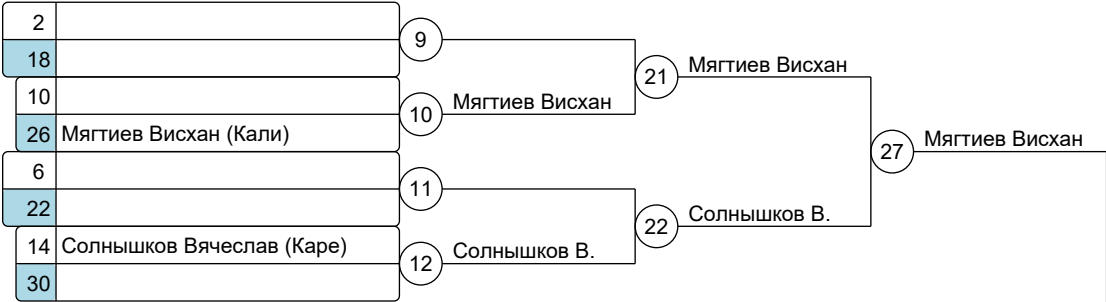 2
9
18
21 Мягтиев Висхан
10
10 Мягтиев Висхан
26 Мягтиев Висхан (Кали)
27 Мягтиев Висхан
6
11
22
22 Солнышков В.
14 Солнышков Вячеслав (Каре)
12 Солнышков В.
30